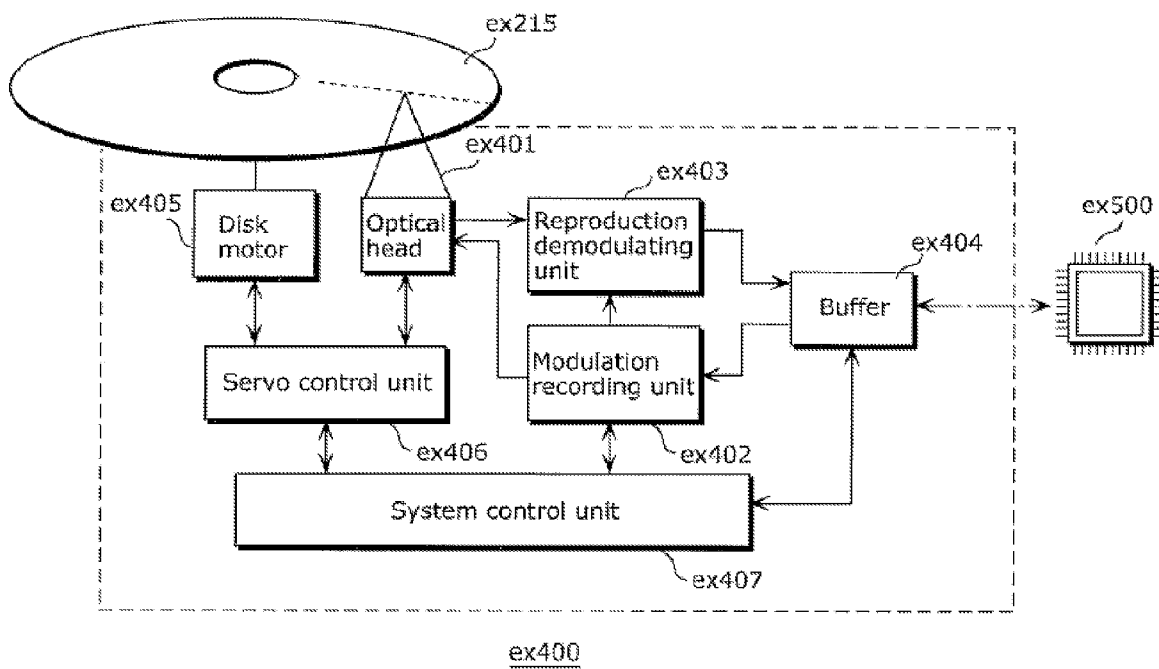 ex215
ex401
ex403
ex405
Disk
motor
Optical
head
Reproduction
demodulating
unit
ex500
ex404
Buffer
Servo control unit
Modulation
recording unit
ex406
ex402
System control unit
ex407
ex400